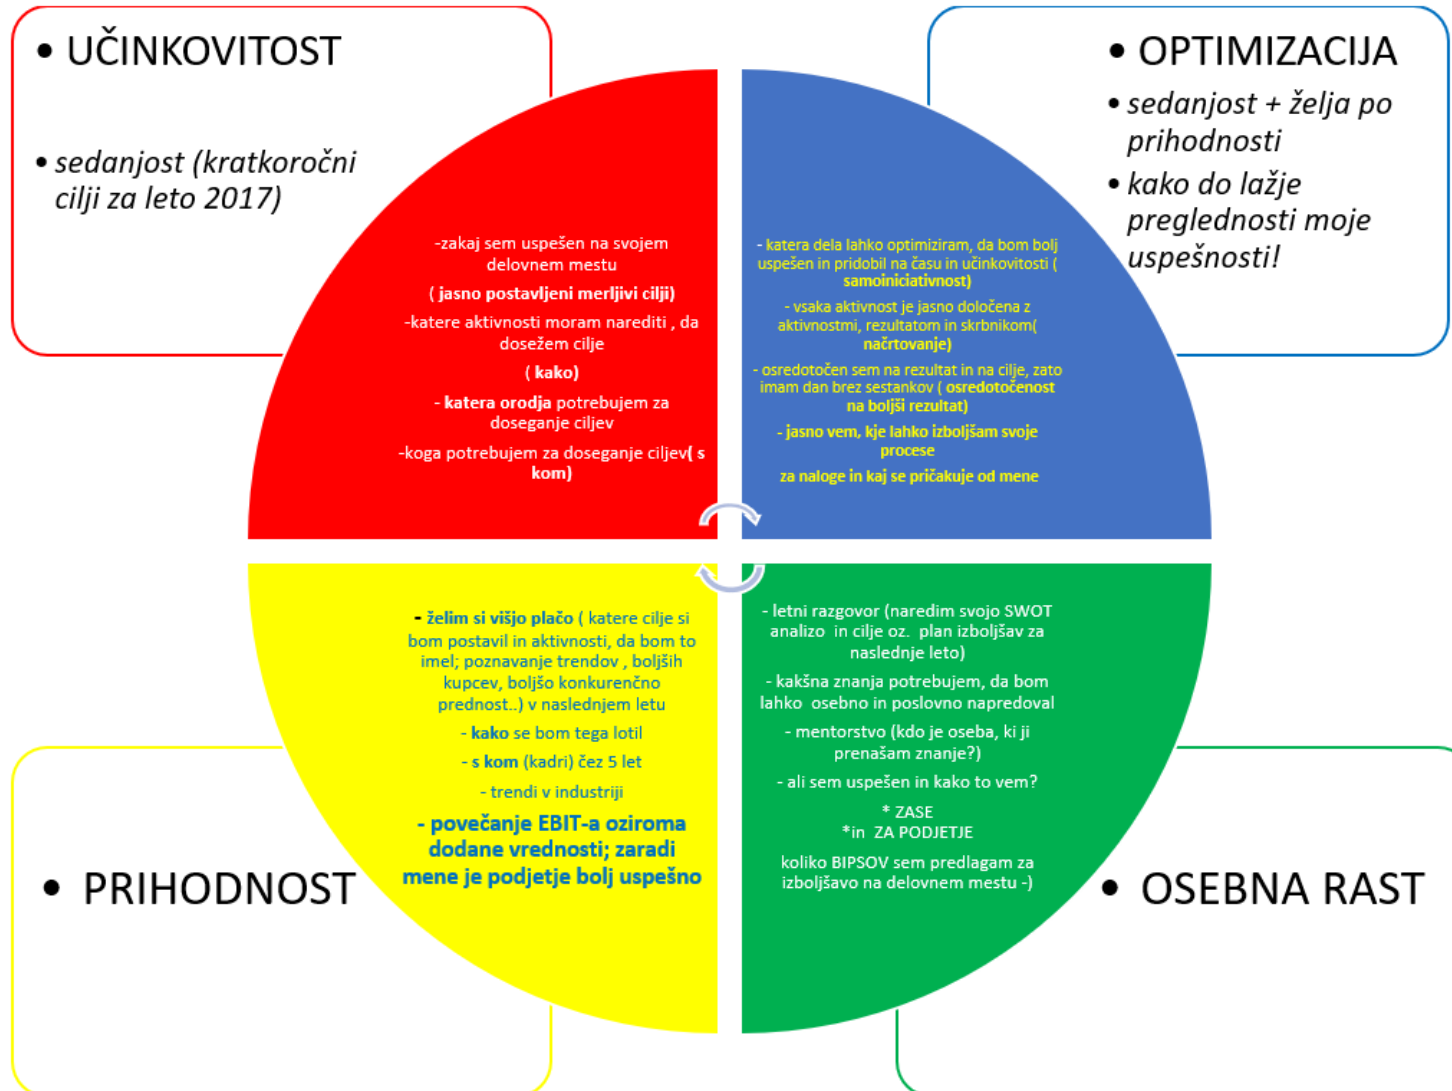 • UČINKOVITOST
• sedanjost (kratkoročni
cilji za leto 2017)
• OPTIMIZACIJA
• sedanjost + želja po
prihodnosti
• kako do lažje
preglednosti moje
uspešnosti!
-zakaj sem uspešen na svojem
delovnem mestu
( jasno postavljeni merljivi cilji)
-katere aktivnosti moram narediti , da
dosežem cilje
( kako)
- katera orodja potrebujem za
doseganje ciljev
-koga potrebujem za doseganje ciljev( s
kom)
- katera dela lahko optimiziram, da bom bolj
uspešen in pridobil na času in učinkovitosti (
samoiniciativnost)
- vsaka aktivnost je jasno določena z
aktivnostmi, rezultatom in skrbnikom(
načrtovanje)
- osredotočen sem na rezultat in na cilje, zato
imam dan brez sestankov ( osredotočenost
na boljši rezultat)
- jasno vem, kje lahko izboljšam svoje
procese
za naloge in kaj se pričakuje od mene
- želim si višjo plačo ( katere cilje si
bom postavil in aktivnosti, da bom to
imel; poznavanje trendov , boljših
kupcev, boljšo konkurenčno
prednost..) v naslednjem letu
- kako se bom tega lotil
- s kom (kadri) čez 5 let
- trendi v industriji
- povečanje EBIT-a oziroma
dodane vrednosti; zaradi
mene je podjetje bolj uspešno
- letni razgovor (naredim svojo SWOT
analizo in cilje oz. plan izboljšav za
naslednje leto)
- kakšna znanja potrebujem, da bom
lahko osebno in poslovno napredoval
- mentorstvo (kdo je oseba, ki ji
prenašam znanje?)
- ali sem uspešen in kako to vem?
* ZASE
*in ZA PODJETJE
koliko BIPSOV sem predlagam za
izboljšavo na delovnem mestu -)
• PRIHODNOST
• OSEBNA RAST